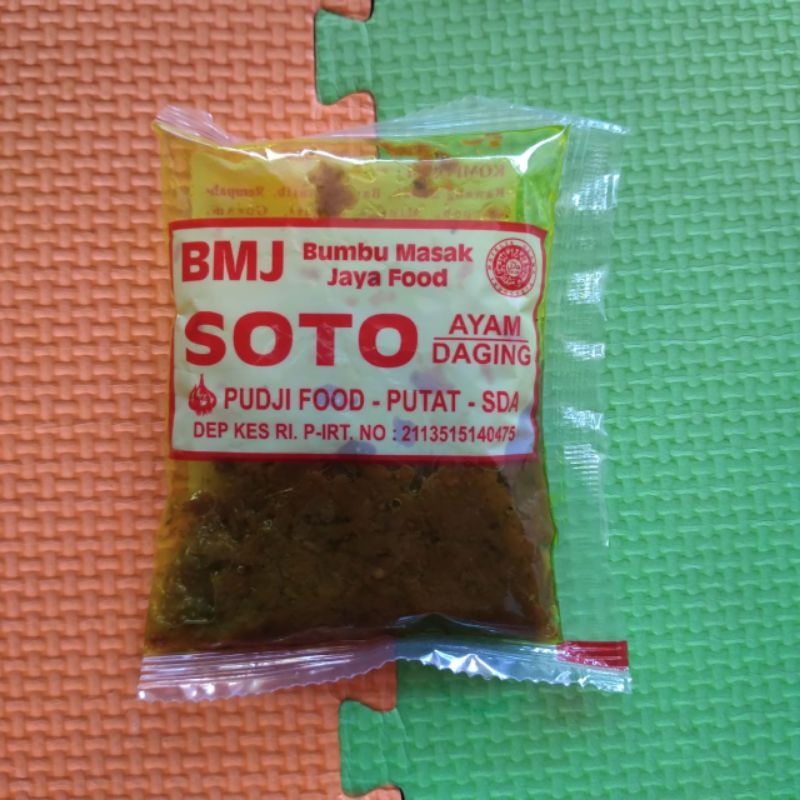 BMJ Bumbu Masak
Jaya Food
SOTO AYAM
DAGING
PUDJI FOOD - PUTAT - SDA
DEP KES RI. P-IRT. NO : 2113515140475